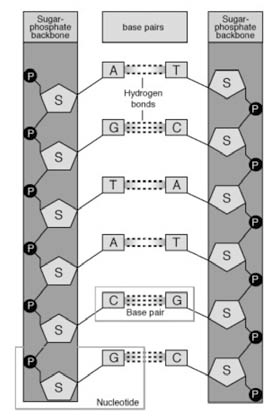 Sugar-
phosphate
backbone
base pairs
Sugar-
phosphate
backbone
P
A T
S S
Hydrogen
bonds
P P
G C
S S
P P
T A
S S
P P
A T
S S
P P
C G
Base pair
S S
P P
G C
S S
P
Nucleotide